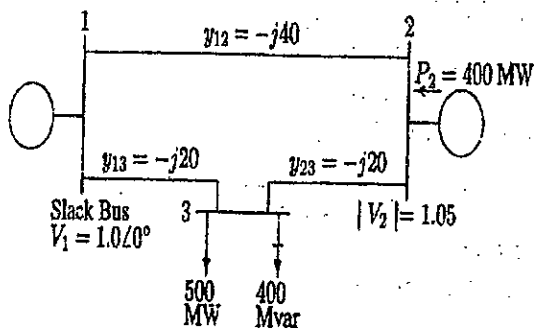 1
2
y₁₂ = −j40
P₂ = 400 MW
y₁₃ = −j20
y₂₃ = −j20
Slack Bus
V₁ = 1.0∠0°
3
|V₂| = 1.05
500
MW
400
Mvar